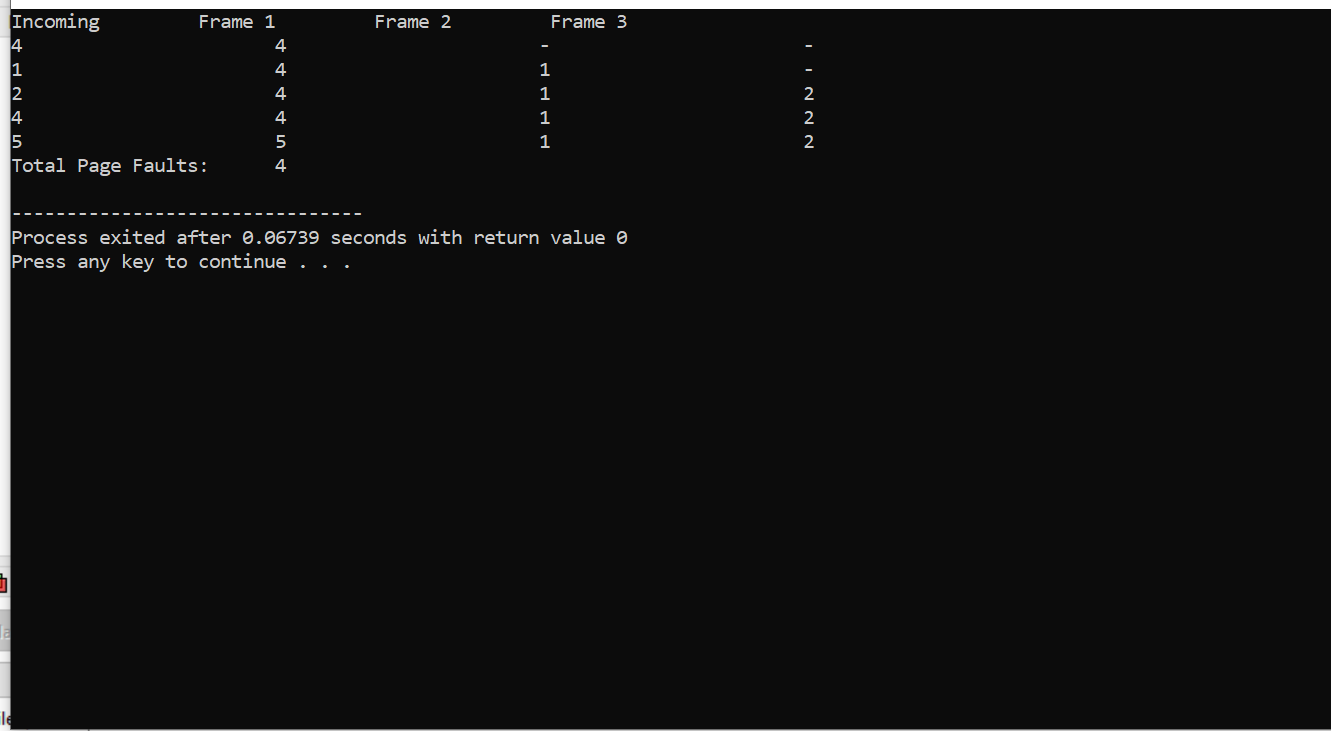 Incoming Frame 1 Frame 2 Frame 3
4 4 - -
1 4 1 -
2 4 1 2
4 4 1 2
5 5 1 2
Total Page Faults: 4
--------------------------------
Process exited after 0.06739 seconds with return value 0
Press any key to continue . . .